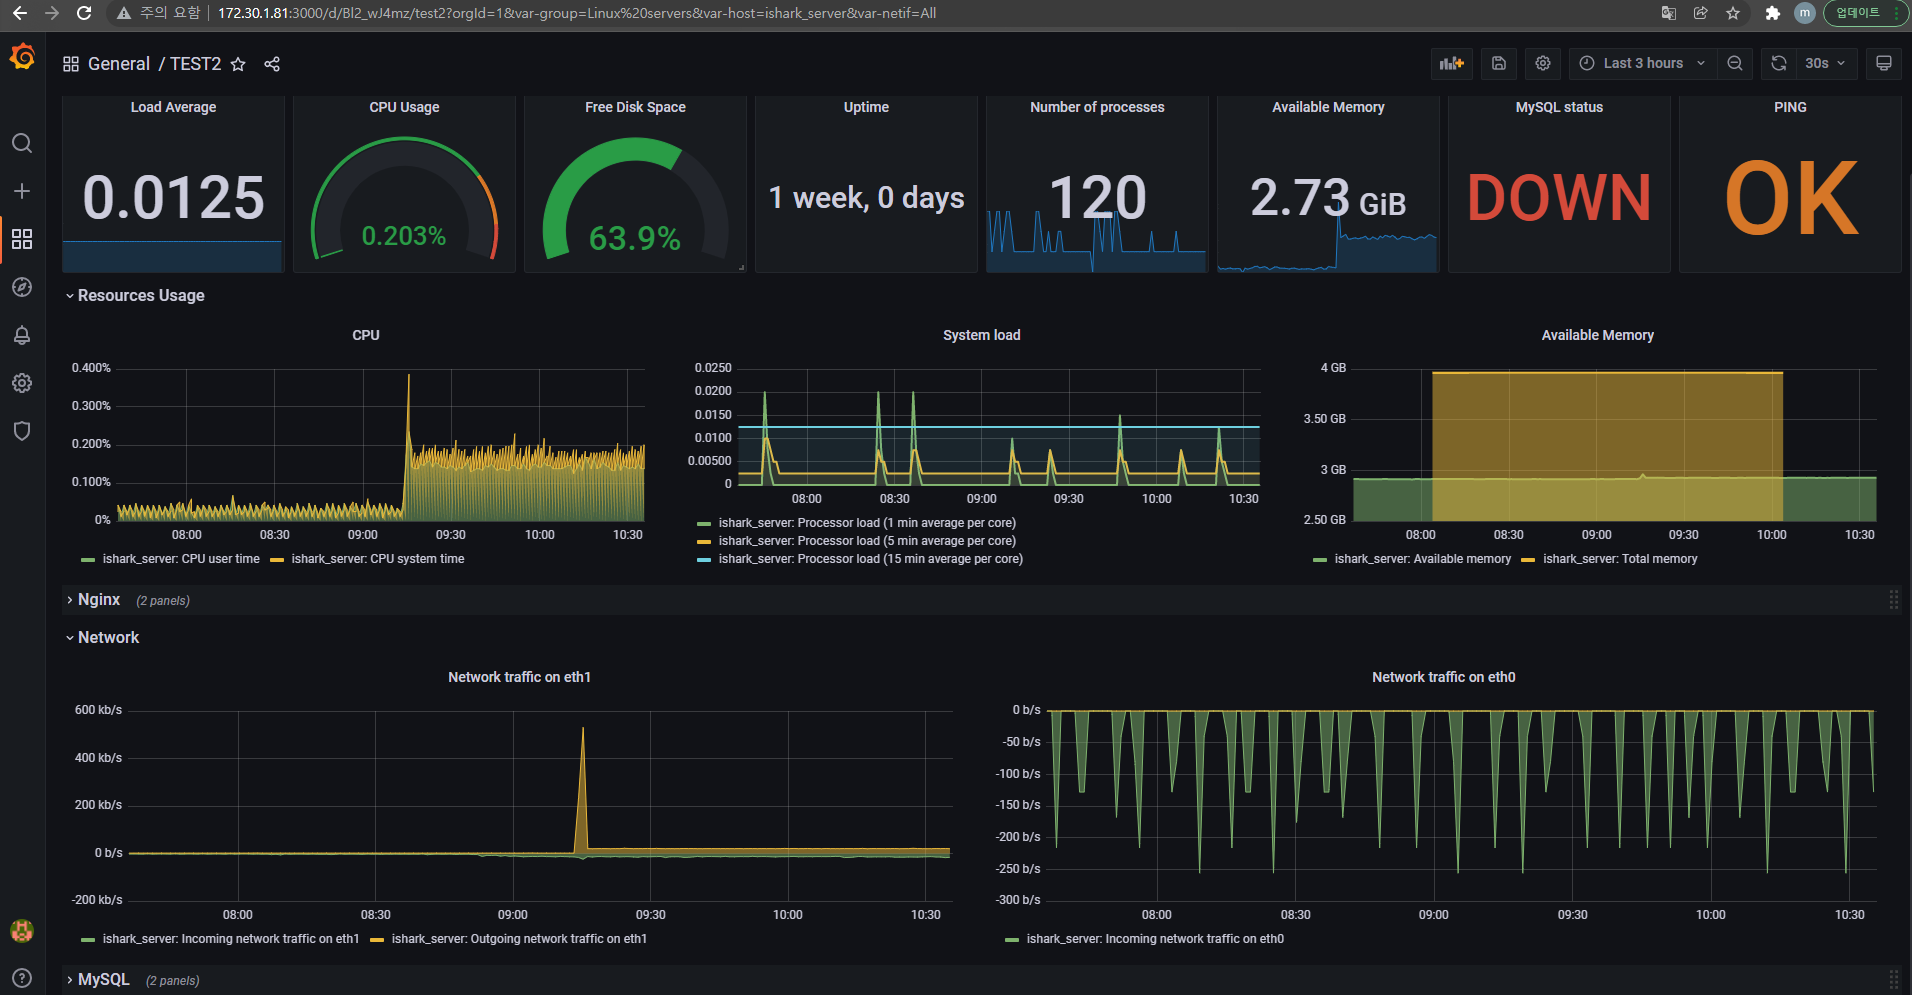 주의 요함 | 172.30.1.81:3000/d/Bl2_wJ4mz/test2?orgId=1&var-group=Linux%20servers&var-host=ishark_server&var-netif=All
m
업데이트
General / TEST2
Last 3 hours
30s
Load Average
0.0125
CPU Usage
0.203%
Free Disk Space
63.9%
Uptime
1 week, 0 days
Number of processes
120
Available Memory
2.73 GiB
MySQL status
DOWN
PING
OK
Resources Usage
CPU
0.400%
0.300%
0.200%
0.100%
0%
08:00 08:30 09:00 09:30 10:00 10:30
ishark_server: CPU user time ishark_server: CPU system time
System load
0.0250
0.0200
0.0150
0.0100
0.00500
0
08:00 08:30 09:00 09:30 10:00 10:30
ishark_server: Processor load (1 min average per core)
ishark_server: Processor load (5 min average per core)
ishark_server: Processor load (15 min average per core)
Available Memory
4 GB
3.50 GB
3 GB
2.50 GB
08:00 08:30 09:00 09:30 10:00 10:30
ishark_server: Available memory ishark_server: Total memory
Nginx (2 panels)
Network
Network traffic on eth1
600 kb/s
400 kb/s
200 kb/s
0 b/s
-200 kb/s
08:00 08:30 09:00 09:30 10:00 10:30
ishark_server: Incoming network traffic on eth1 ishark_server: Outgoing network traffic on eth1
Network traffic on eth0
0 b/s
-50 b/s
-100 b/s
-150 b/s
-200 b/s
-250 b/s
-300 b/s
08:00 08:30 09:00 09:30 10:00 10:30
ishark_server: Incoming network traffic on eth0
MySQL (2 panels)